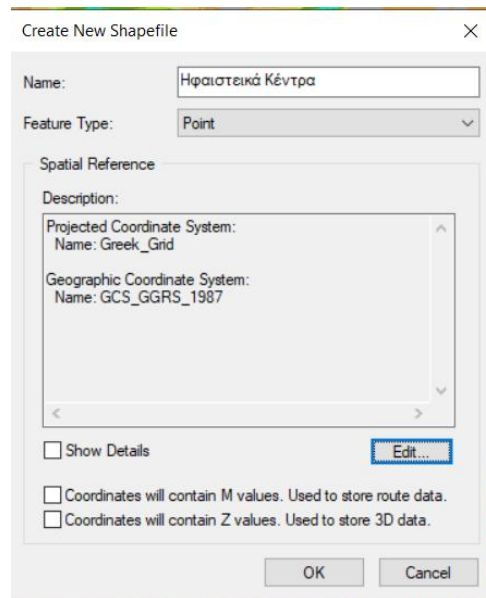 Create New Shapefile
Name:
Ηφαιστεικά Κέντρα
Feature Type:
Point
Spatial Reference
Description:
Projected Coordinate System:
Name: Greek_Grid
Geographic Coordinate System:
Name: GCS_GGRS_1987
Show Details
Edit...
Coordinates will contain M values. Used to store route data.
Coordinates will contain Z values. Used to store 3D data.
OK
Cancel